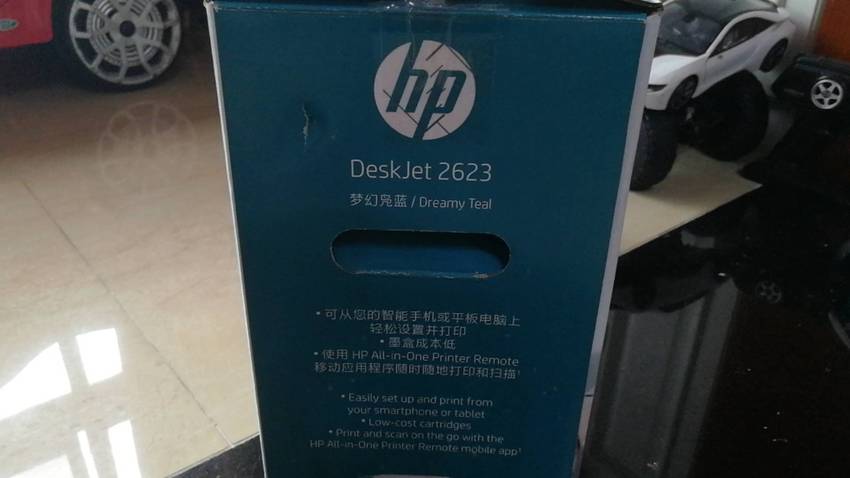 hp
DeskJet 2623
梦幻亮蓝 / Dreamy Teal
• 可从您的智能手机或平板电脑上
轻松设置并打印
• 墨盒成本低
• 使用 HP All-in-One Printer Remote
移动应用程序随时随地打印和扫描¹
• Easily set up and print from
your smartphone or tablet
• Low-cost cartridges
• Print and scan on the go with the
HP All-in-One Printer Remote mobile app¹